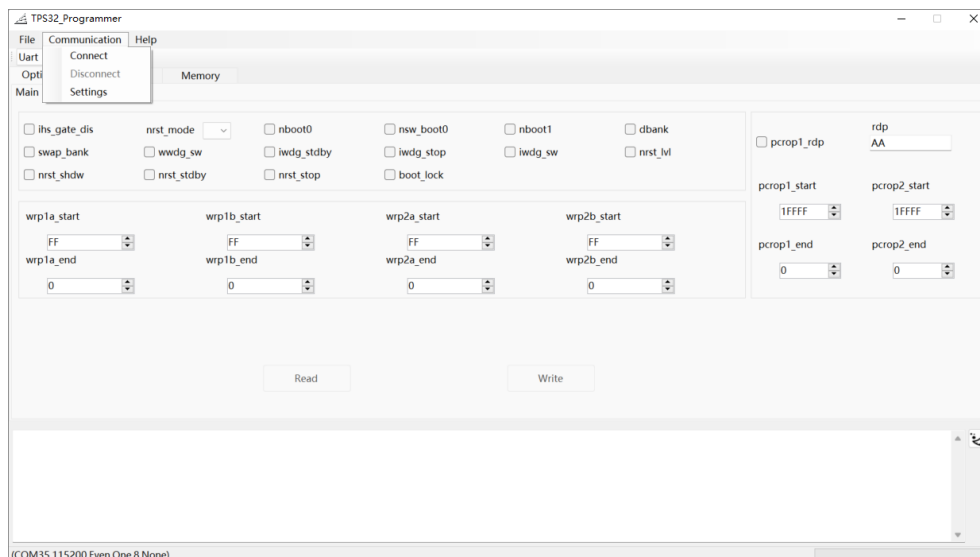 TPS32_Programmer
File Communication Help
Uart Connect
Opti Disconnect Memory
Main Settings
ihs_gate_dis nrst_mode nboot0 nsw_boot0 nboot1 dbank
swap_bank wwdg_sw iwdg_stdby iwdg_stop iwdg_sw nrst_lvl
nrst_shdw nrst_stdby nrst_stop boot_lock
pcrop1_rdp rdp
AA
pcrop1_start pcrop2_start
1FFFF 1FFFF
pcrop1_end pcrop2_end
0 0
wrp1a_start wrp1b_start wrp2a_start wrp2b_start
FF FF FF FF
wrp1a_end wrp1b_end wrp2a_end wrp2b_end
0 0 0 0
Read Write
(COM35,115200,Even,One,8,None)